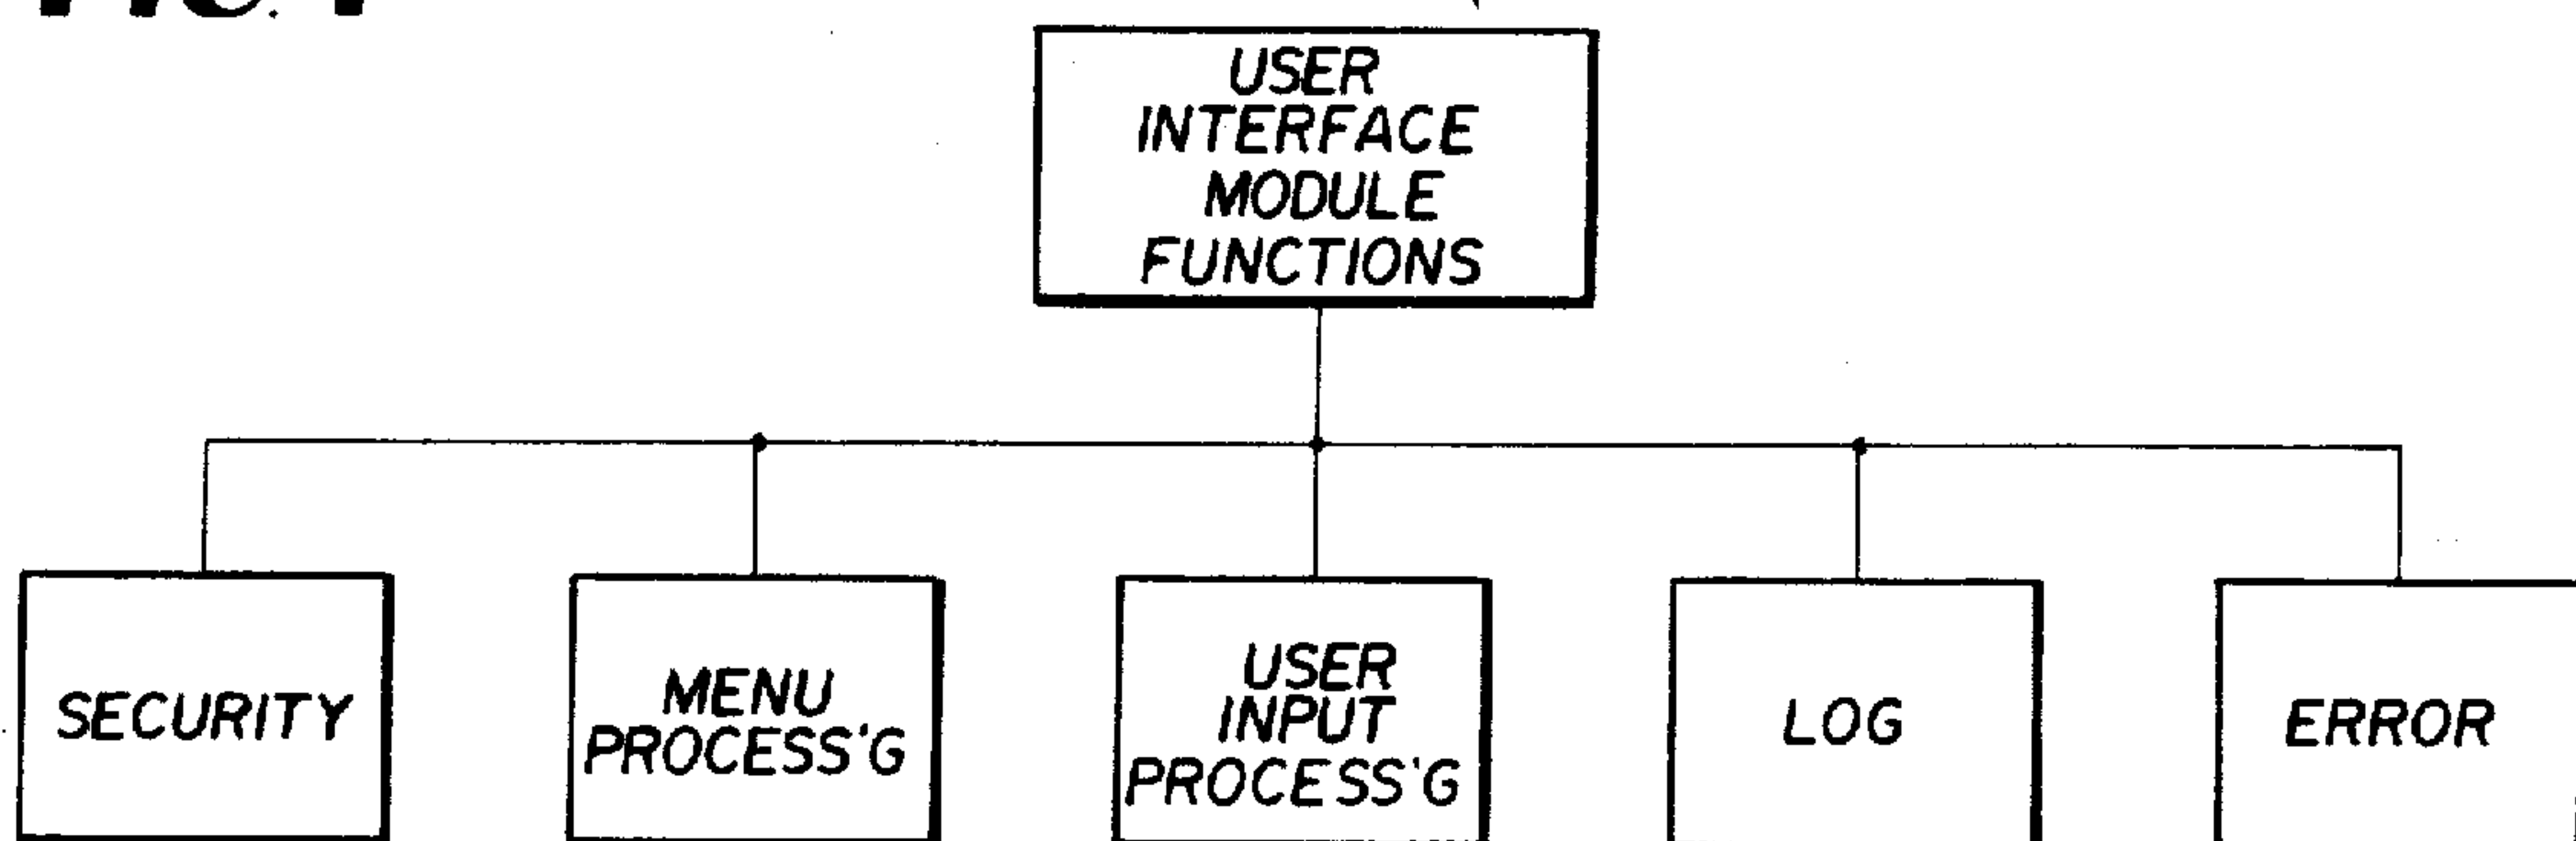 USER
INTERFACE
MODULE
FUNCTIONS
SECURITY
MENU
PROCESS'G
USER
INPUT
PROCESS'G
LOG
ERROR